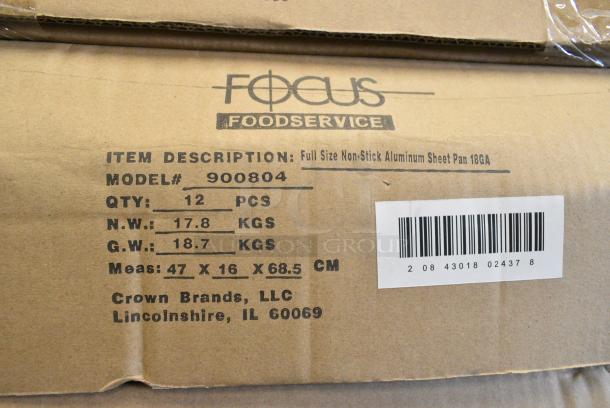 FOCUS
FOODSERVICE
ITEM DESCRIPTION: Full Size Non-Stick Aluminum Sheet Pan 18GA
MODEL# 900804
QTY: 12 PCS
N.W.: 17.8 KGS
G.W.: 18.7 KGS
Meas: 47 X 16 X 68.5 CM
Crown Brands, LLC
Lincolnshire, IL 60069
2 08 43018 02437 8
AUCTION GROUP